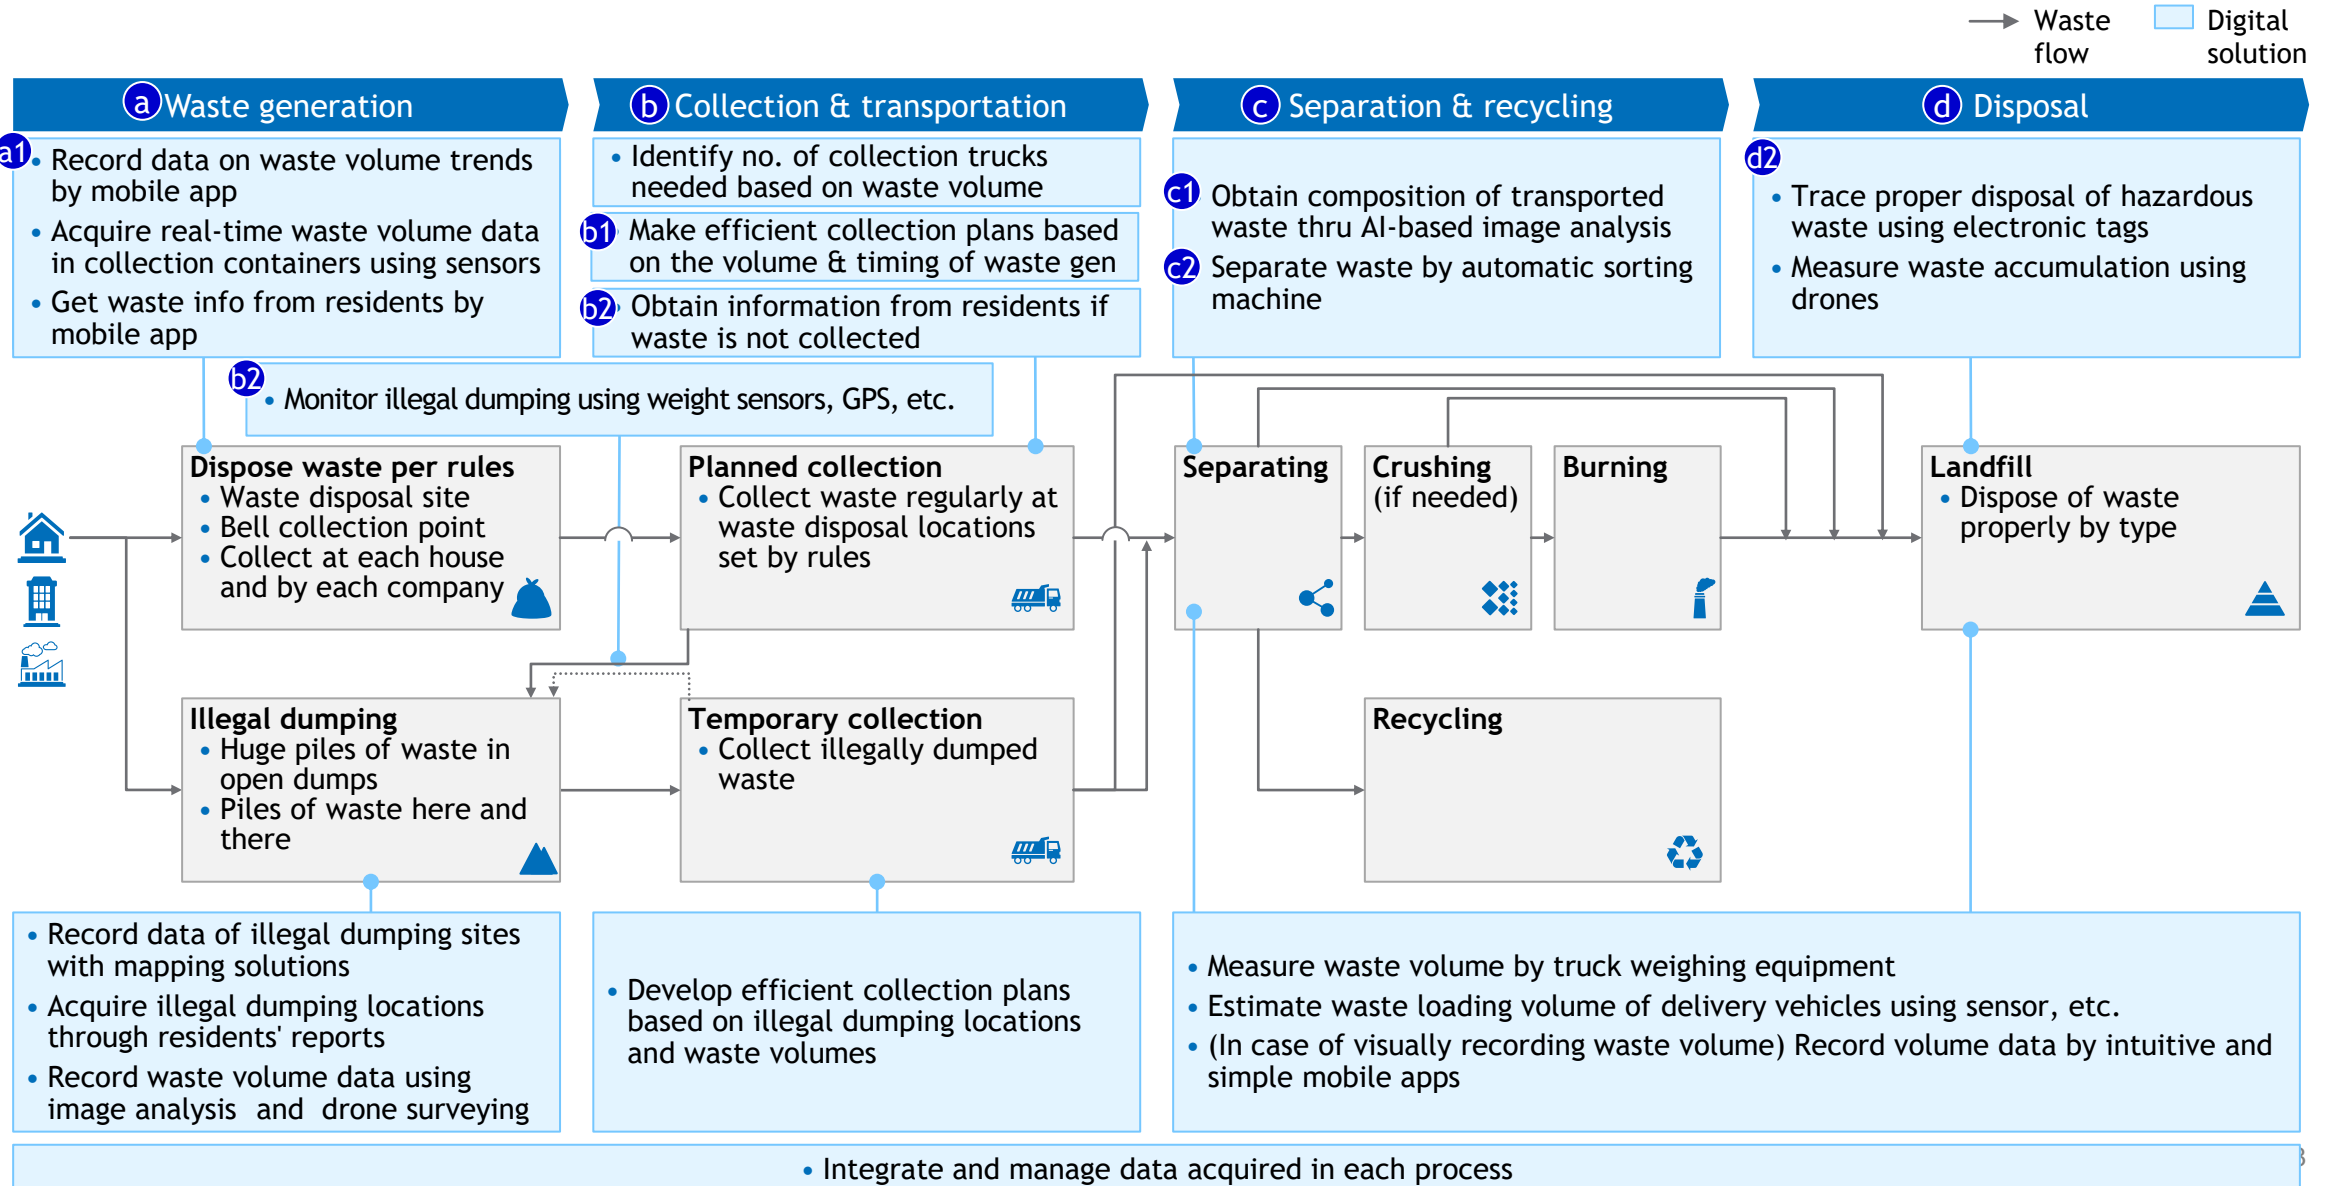 Waste
flow
Digital
solution
a Waste generation
b Collection & transportation
c Separation & recycling
d Disposal
a1
• Record data on waste volume trends
by mobile app
• Acquire real-time waste volume data
in collection containers using sensors
• Get waste info from residents by
mobile app
• Identify no. of collection trucks
needed based on waste volume
b1 Make efficient collection plans based
on the volume & timing of waste gen
b2 Obtain information from residents if
waste is not collected
c1 Obtain composition of transported
waste thru AI-based image analysis
c2 Separate waste by automatic sorting
machine
d2
• Trace proper disposal of hazardous
waste using electronic tags
• Measure waste accumulation using
drones
b2
• Monitor illegal dumping using weight sensors, GPS, etc.
Dispose waste per rules
• Waste disposal site
• Bell collection point
• Collect at each house
and by each company
Planned collection
• Collect waste regularly at
waste disposal locations
set by rules
Separating
Crushing
(if needed)
Burning
Landfill
• Dispose of waste
properly by type
Illegal dumping
• Huge piles of waste in
open dumps
• Piles of waste here and
there
Temporary collection
• Collect illegally dumped
waste
Recycling
• Record data of illegal dumping sites
with mapping solutions
• Acquire illegal dumping locations
through residents' reports
• Record waste volume data using
image analysis and drone surveying
• Develop efficient collection plans
based on illegal dumping locations
and waste volumes
• Measure waste volume by truck weighing equipment
• Estimate waste loading volume of delivery vehicles using sensor, etc.
• (In case of visually recording waste volume) Record volume data by intuitive and
simple mobile apps
• Integrate and manage data acquired in each process